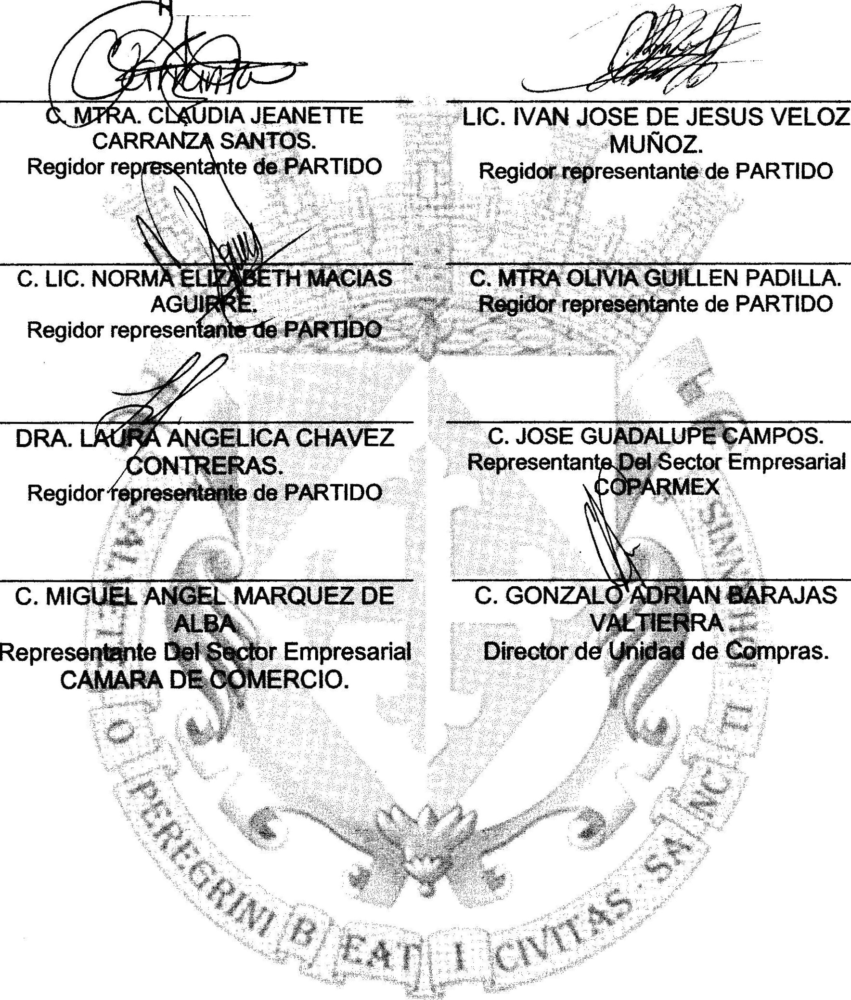 C. MTRA. CLAUDIA JEANETTE
CARRANZA SANTOS.
Regidor representante de PARTIDO
LIC. IVAN JOSE DE JESUS VELOZ
MUÑOZ.
Regidor representante de PARTIDO
C. LIC. NORMA ELIZABETH MACIAS
AGUIRRE.
Regidor representante de PARTIDO
C. MTRA OLIVIA GUILLEN PADILLA.
Regidor representante de PARTIDO
DRA. LAURA ANGELICA CHAVEZ
CONTRERAS.
Regidor representante de PARTIDO
C. JOSE GUADALUPE CAMPOS.
Representante Del Sector Empresarial
COPARMEX
C. MIGUEL ANGEL MARQUEZ DE
ALBA
Representante Del Sector Empresarial
CAMARA DE COMERCIO.
C. GONZALO ADRIAN BARAJAS
VALTIERRA
Director de Unidad de Compras.
PEREGRINI BEATI CIVITAS · SANCTI